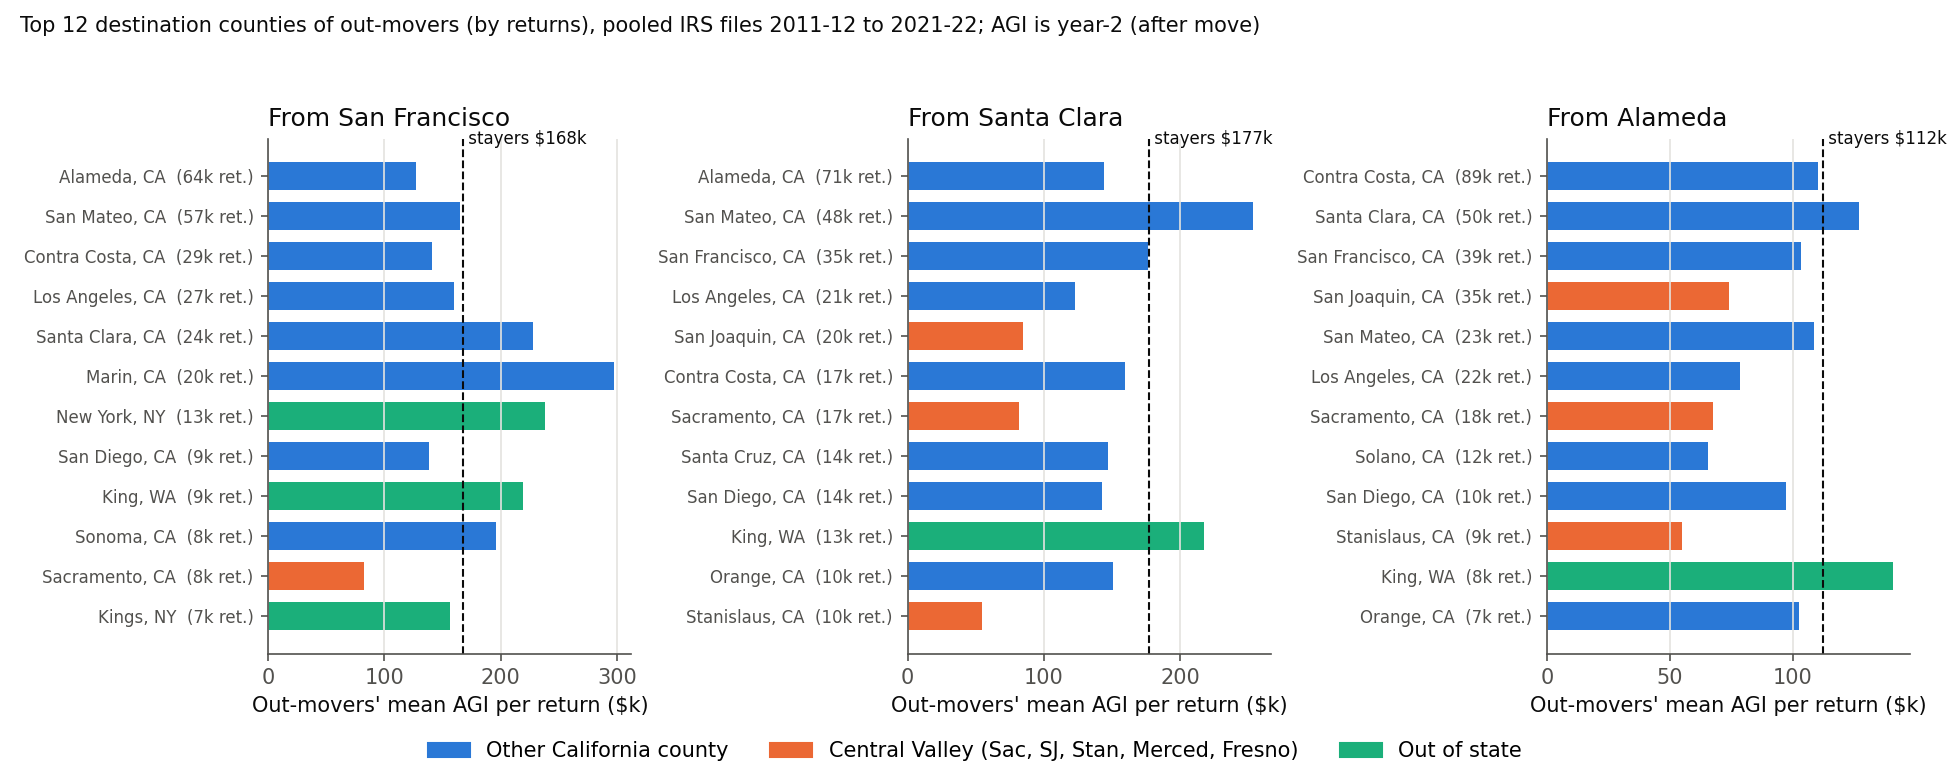 Top 12 destination counties of out-movers (by returns), pooled IRS files 2011-12 to 2021-22; AGI is year-2 (after move)
From San Francisco
stayers $168k
Alameda, CA (64k ret.)
San Mateo, CA (57k ret.)
Contra Costa, CA (29k ret.)
Los Angeles, CA (27k ret.)
Santa Clara, CA (24k ret.)
Marin, CA (20k ret.)
New York, NY (13k ret.)
San Diego, CA (9k ret.)
King, WA (9k ret.)
Sonoma, CA (8k ret.)
Sacramento, CA (8k ret.)
Kings, NY (7k ret.)
0 100 200 300
Out-movers' mean AGI per return ($k)
From Santa Clara
stayers $177k
Alameda, CA (71k ret.)
San Mateo, CA (48k ret.)
San Francisco, CA (35k ret.)
Los Angeles, CA (21k ret.)
San Joaquin, CA (20k ret.)
Contra Costa, CA (17k ret.)
Sacramento, CA (17k ret.)
Santa Cruz, CA (14k ret.)
San Diego, CA (14k ret.)
King, WA (13k ret.)
Orange, CA (10k ret.)
Stanislaus, CA (10k ret.)
0 100 200
Out-movers' mean AGI per return ($k)
From Alameda
stayers $112k
Contra Costa, CA (89k ret.)
Santa Clara, CA (50k ret.)
San Francisco, CA (39k ret.)
San Joaquin, CA (35k ret.)
San Mateo, CA (23k ret.)
Los Angeles, CA (22k ret.)
Sacramento, CA (18k ret.)
Solano, CA (12k ret.)
San Diego, CA (10k ret.)
Stanislaus, CA (9k ret.)
King, WA (8k ret.)
Orange, CA (7k ret.)
0 50 100
Out-movers' mean AGI per return ($k)
Other California county
Central Valley (Sac, SJ, Stan, Merced, Fresno)
Out of state